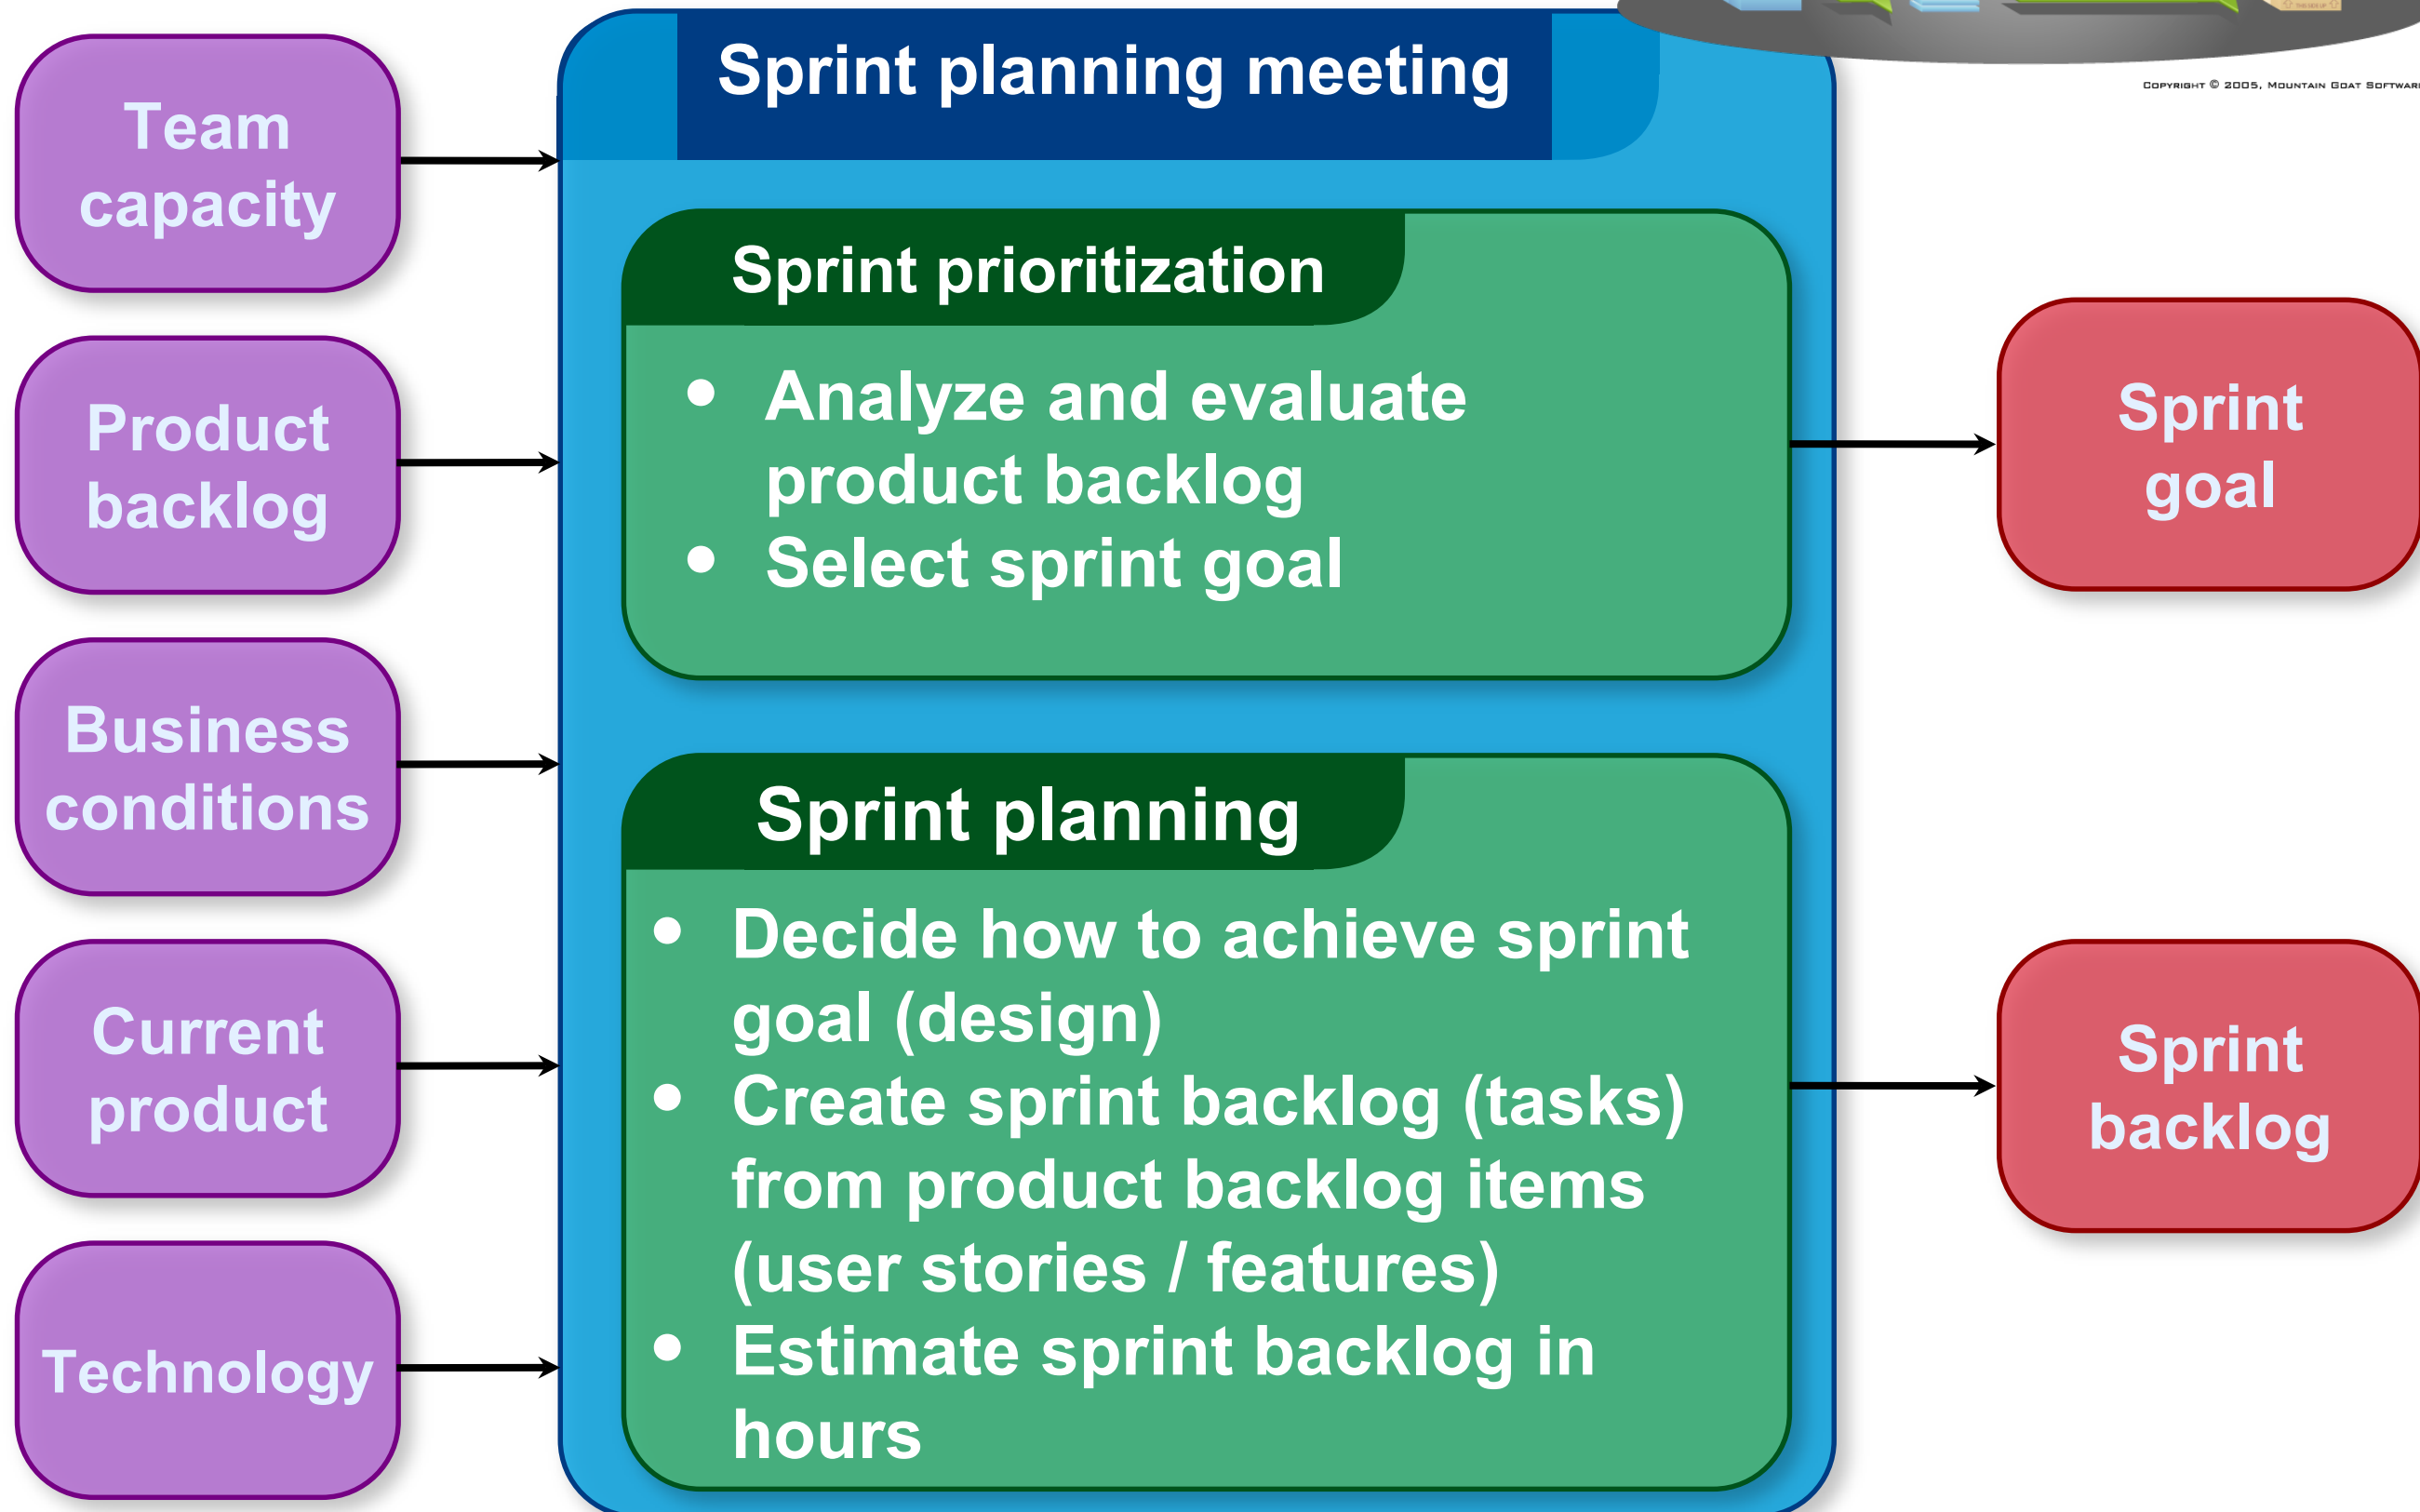 Team
capacity
Product
backlog
Business
conditions
Current
product
Technology
Sprint planning meeting
Sprint prioritization
• Analyze and evaluate
product backlog
• Select sprint goal
Sprint planning
• Decide how to achieve sprint
goal (design)
• Create sprint backlog (tasks)
from product backlog items
(user stories / features)
• Estimate sprint backlog in
hours
COPYRIGHT © 2005, MOUNTAIN GOAT SOFTWARE
Sprint
goal
Sprint
backlog